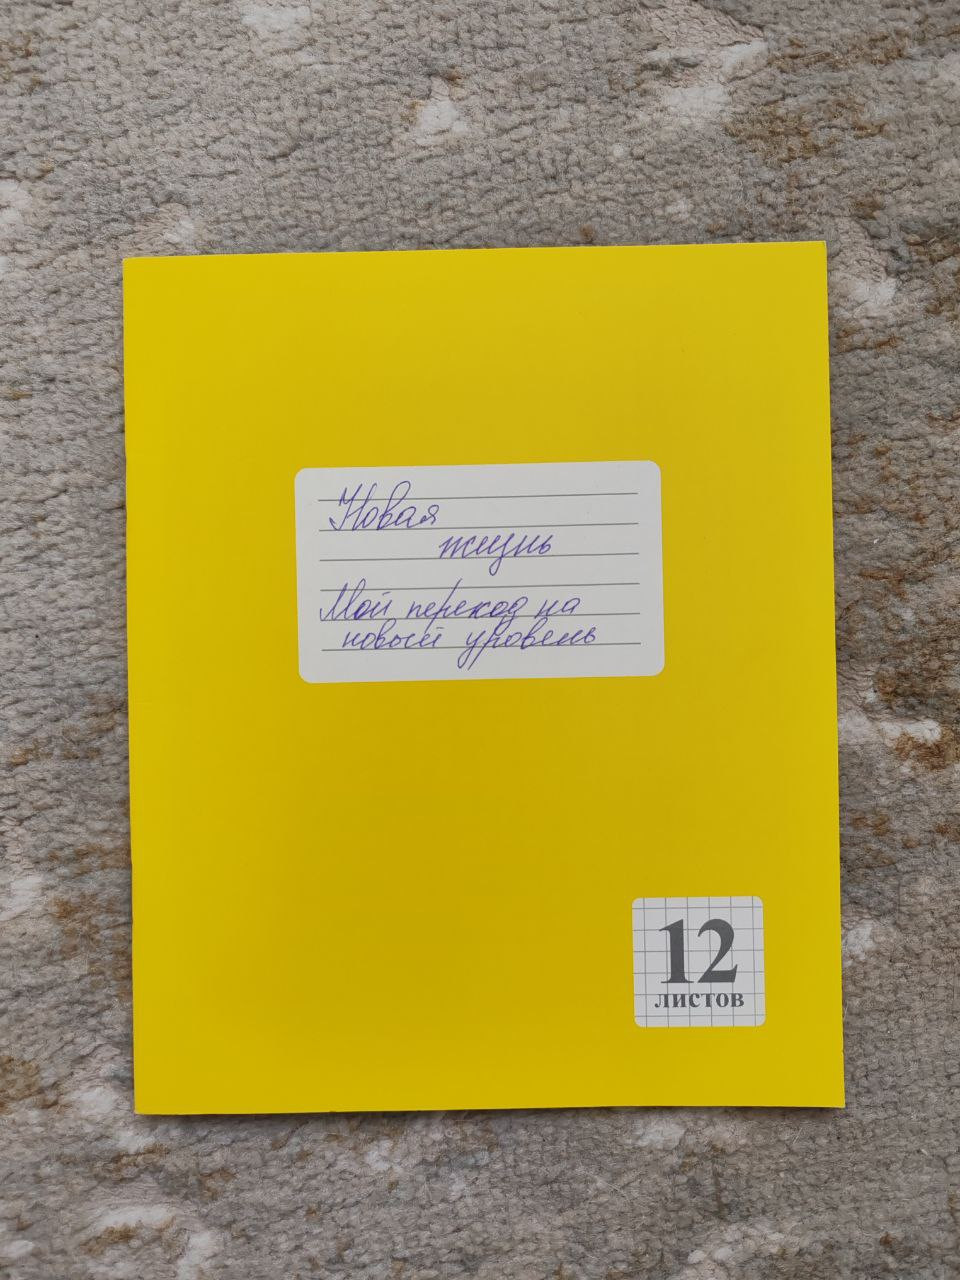 Новая
жизнь
Мой переход на
новый уровень
12
листов